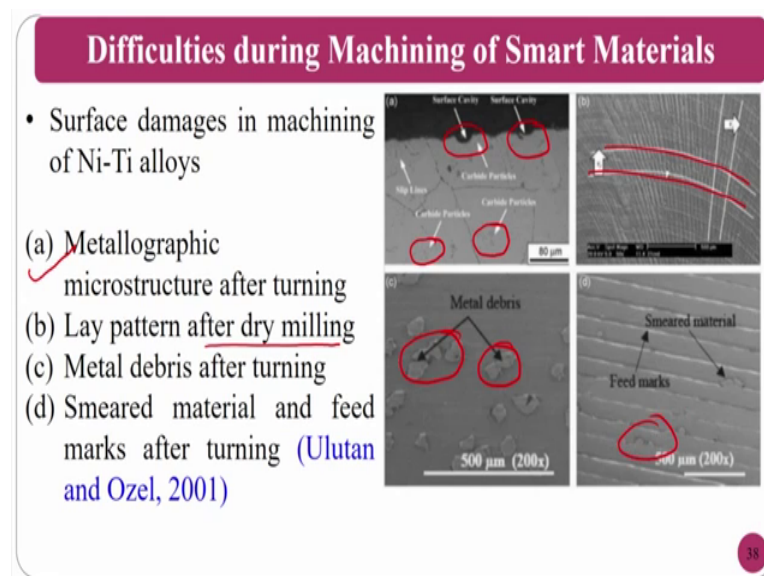 Difficulties during Machining of Smart Materials
• Surface damages in machining
of Ni-Ti alloys
(a) Metallographic
microstructure after turning
(b) Lay pattern after dry milling
(c) Metal debris after turning
(d) Smeared material and feed
marks after turning (Ulutan
and Ozel, 2001)
(a)
Surface Cavity Surface Cavity
Carbide Particles
Slip Lines
Carbide Particles
Carbide Particles
80 µm
(b)
(c)
Metal debris
500 µm (200x)
(d)
Smeared material
Feed marks
500 µm (200x)
38